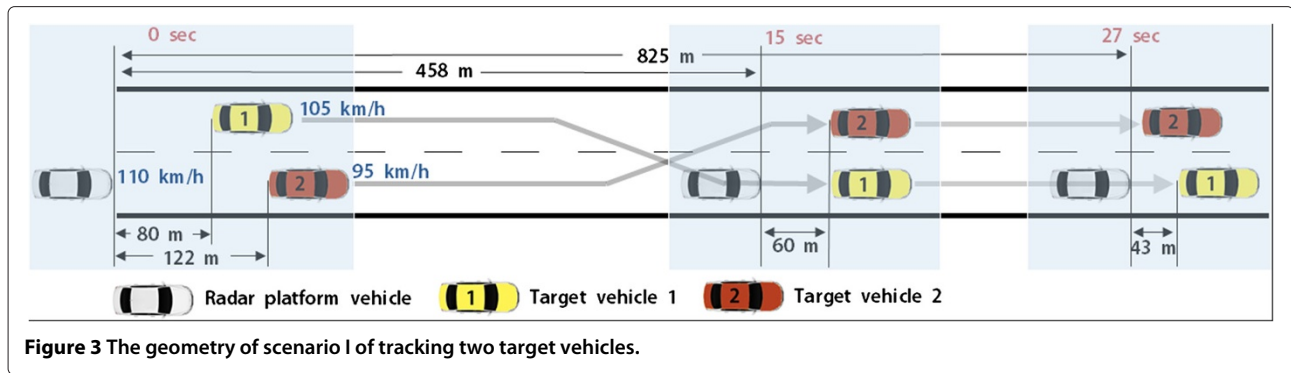 0 sec 15 sec 27 sec
825 m
458 m
1 105 km/h 2 2
110 km/h 2 95 km/h 1 1
80 m 60 m 43 m
122 m
Radar platform vehicle 1 Target vehicle 1 2 Target vehicle 2
Figure 3 The geometry of scenario I of tracking two target vehicles.